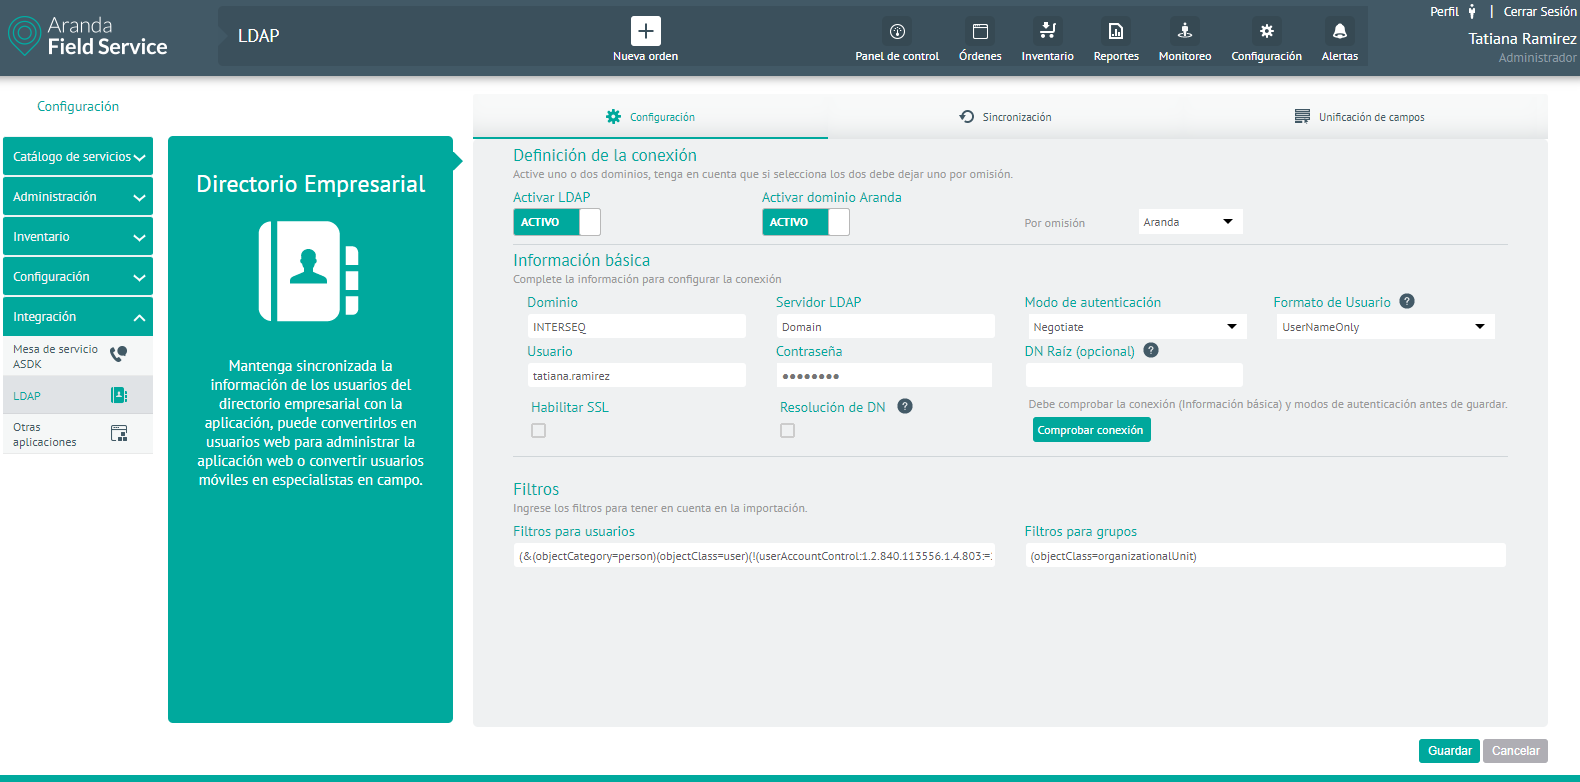 Aranda
Field Service
LDAP
Nueva orden
Panel de control
Órdenes
Inventario
Reportes
Monitoreo
Configuración
Alertas
Perfil | Cerrar Sesión
Tatiana Ramirez
Administrador
Configuración
Catálogo de servicios
Administración
Inventario
Configuración
Integración
Mesa de servicio
ASDK
LDAP
Otras
aplicaciones
Directorio Empresarial
Mantenga sincronizada la
información de los usuarios del
directorio empresarial con la
aplicación, puede convertirlos en
usuarios web para administrar la
aplicación web o convertir usuarios
móviles en especialistas en campo.
Configuración
Sincronización
Unificación de campos
Definición de la conexión
Active uno o dos dominios, tenga en cuenta que si selecciona los dos debe dejar uno por omisión.
Activar LDAP
Activar dominio Aranda
ACTIVO
ACTIVO
Por omisión
Aranda
Información básica
Complete la información para configurar la conexión
Dominio
Servidor LDAP
Modo de autenticación
Formato de Usuario ?
INTERSEQ
Domain
Negotiate
UserNameOnly
Usuario
Contraseña
DN Raíz (opcional) ?
tatiana.ramirez
●●●●●●●●
Habilitar SSL
Resolución de DN ?
Debe comprobar la conexión (Información básica) y modos de autenticación antes de guardar.
Comprobar conexión
Filtros
Ingrese los filtros para tener en cuenta en la importación.
Filtros para usuarios
Filtros para grupos
(&(objectCategory=person)(objectClass=user)(!(userAccountControl:1.2.840.113556.1.4.803:=
(objectClass=organizationalUnit)
Guardar
Cancelar